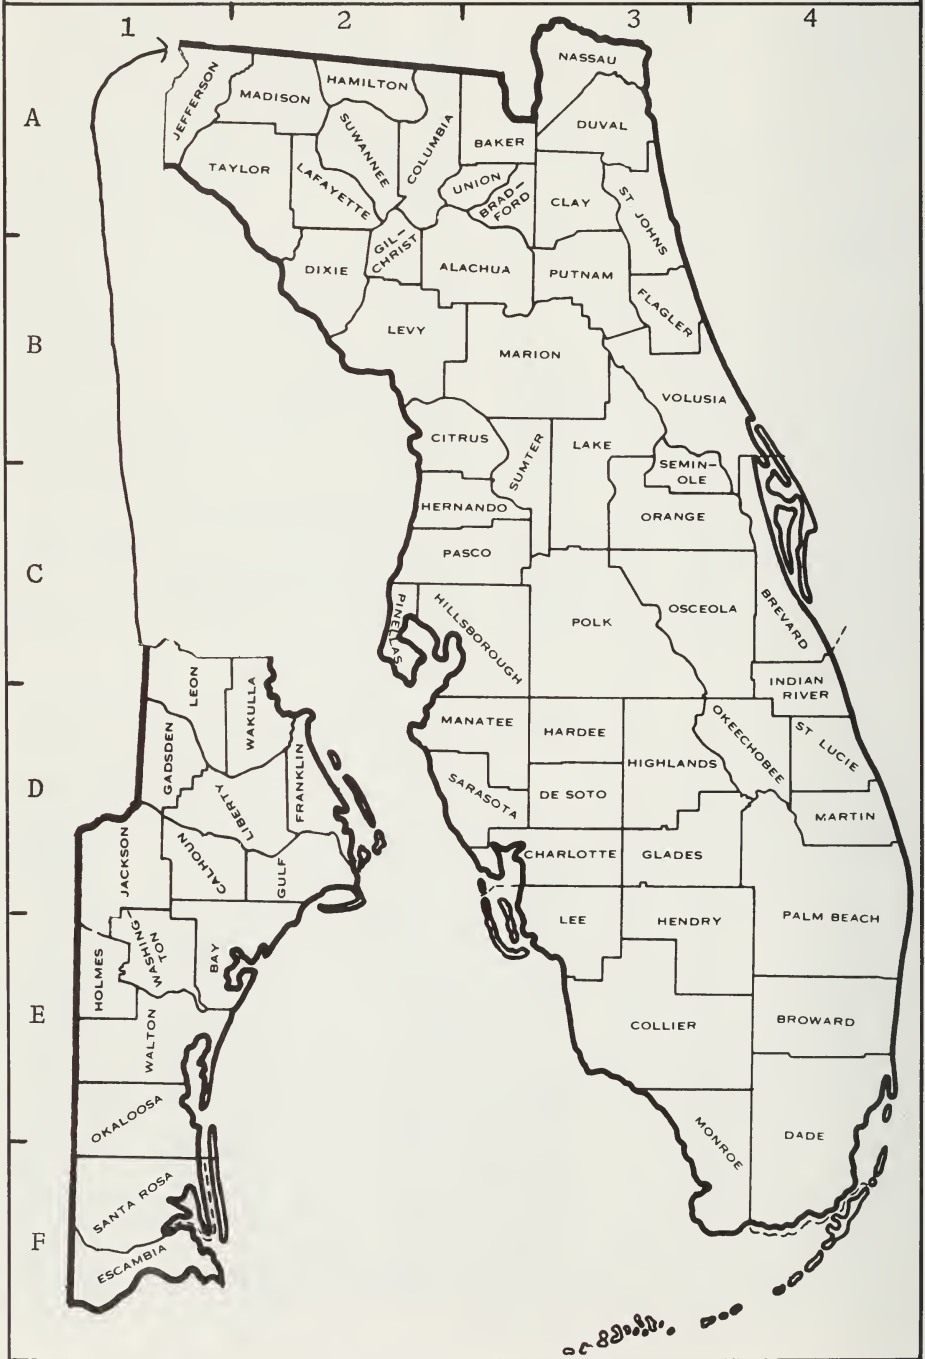 1 2 3 4
NASSAU
HAMILTON
JEFFERSON
MADISON
A
DUVAL
SUWANNEE
COLUMBIA
BAKER
TAYLOR
LAFAYETTE
UNION
BRAD-
FORD
CLAY
ST JOHNS
GIL-
CHRIST
DIXIE
ALACHUA
PUTNAM
FLAGLER
LEVY
B
MARION
VOLUSIA
CITRUS
SUMTER
LAKE
SEMIN-
OLE
HERNANDO
ORANGE
PASCO
C
PINELLAS
HILLSBOROUGH
POLK
OSCEOLA
BREVARD
LEON
WAKULLA
INDIAN
RIVER
MANATEE
HARDEE
OKEECHOBEE
ST LUCIE
GADSDEN
FRANKLIN
HIGHLANDS
D
LIBERTY
SARASOTA
DE SOTO
MARTIN
JACKSON
CALHOUN
GULF
CHARLOTTE
GLADES
LEE
HENDRY
PALM BEACH
HOLMES
WASHING
TON
BAY
E
WALTON
COLLIER
BROWARD
OKALOOSA
MONROE
DADE
SANTA ROSA
F
ESCAMBIA